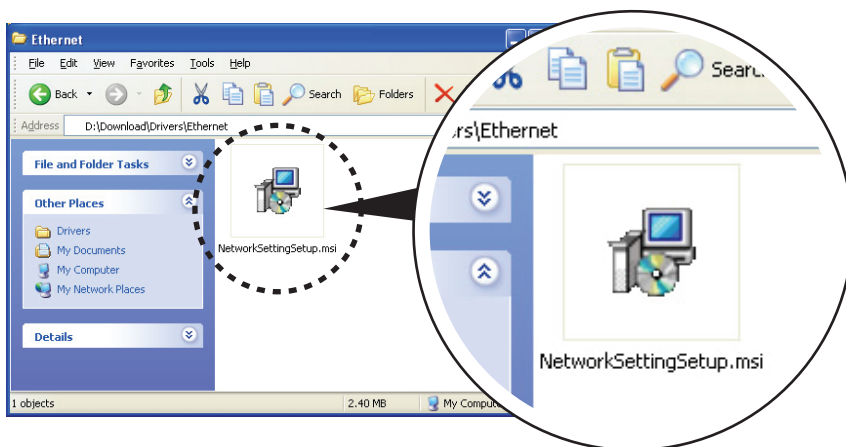 Ethernet
File Edit View Favorites Tools Help
Back Search Folders
Address D:\Download\Drivers\Ethernet
File and Folder Tasks
Other Places
Drivers
My Documents
My Computer
My Network Places
Details
NetworkSettingSetup.msi
1 objects 2.40 MB My Comput
Searc
rs\Ethernet
NetworkSettingSetup.msi